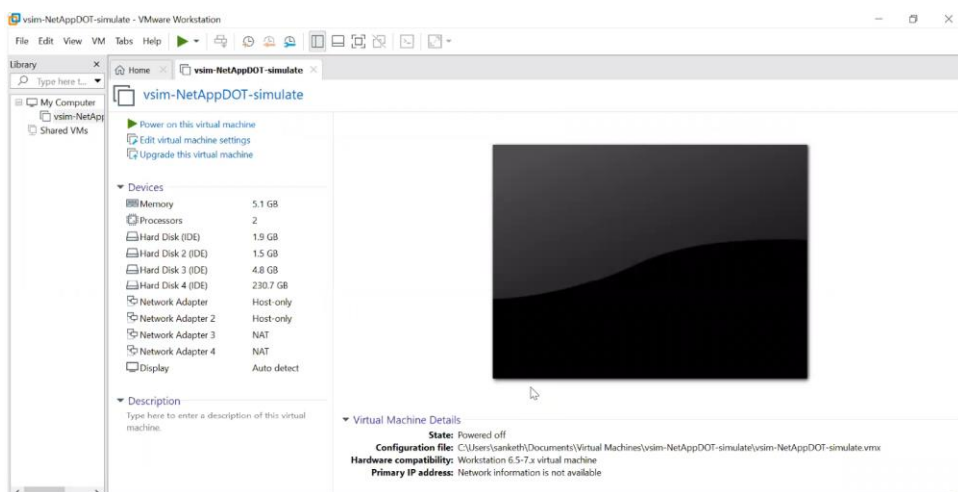 vsim-NetAppDOT-simulate - VMware Workstation
File Edit View VM Tabs Help
Library ×
Home × vsim-NetAppDOT-simulate ×
Type here t...
My Computer
vsim-NetApp
Shared VMs
vsim-NetAppDOT-simulate
Power on this virtual machine
Edit virtual machine settings
Upgrade this virtual machine
Devices
Memory 5.1 GB
Processors 2
Hard Disk (IDE) 1.9 GB
Hard Disk 2 (IDE) 1.5 GB
Hard Disk 3 (IDE) 4.8 GB
Hard Disk 4 (IDE) 230.7 GB
Network Adapter Host-only
Network Adapter 2 Host-only
Network Adapter 3 NAT
Network Adapter 4 NAT
Display Auto detect
Description
Type here to enter a description of this virtual
machine.
Virtual Machine Details
State: Powered off
Configuration file: C:\Users\sanketh\Documents\Virtual Machines\vsim-NetAppDOT-simulate\vsim-NetAppDOT-simulate.vmx
Hardware compatibility: Workstation 6.5-7.x virtual machine
Primary IP address: Network information is not available